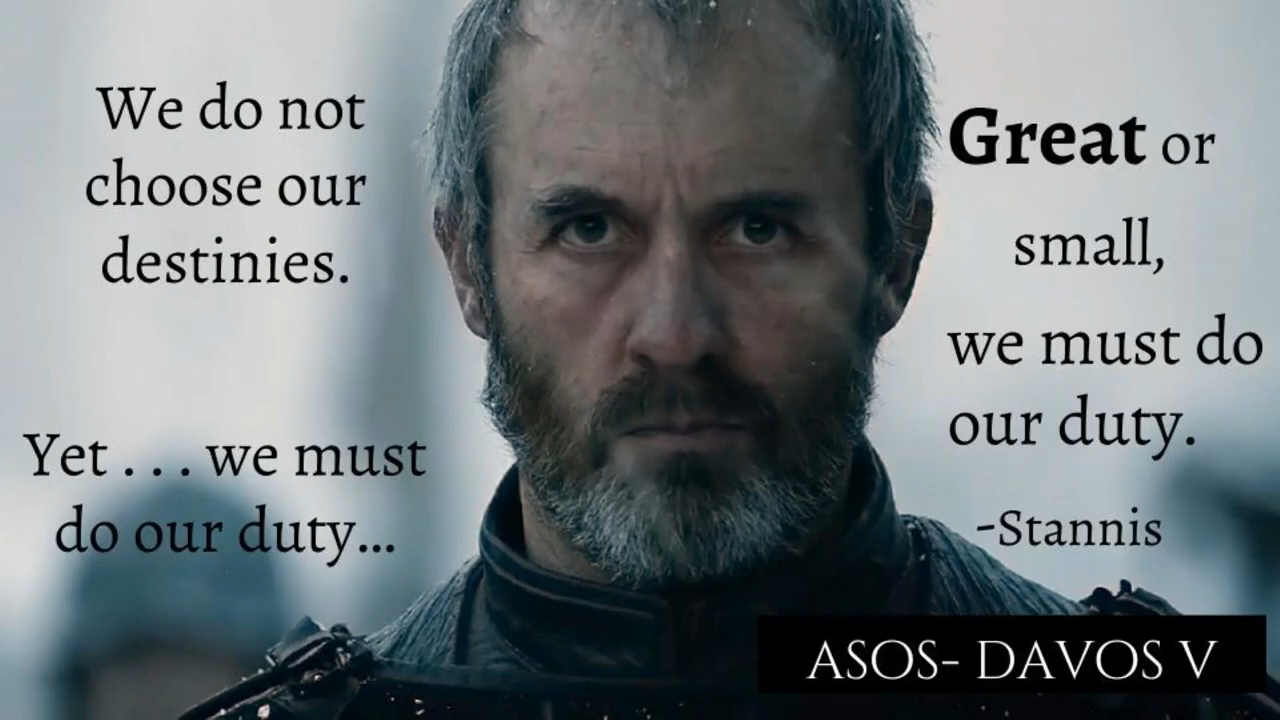 We do not
choose our
destinies.
Yet . . . we must
do our duty...
Great or
small,
we must do
our duty.
-Stannis
ASOS- DAVOS V